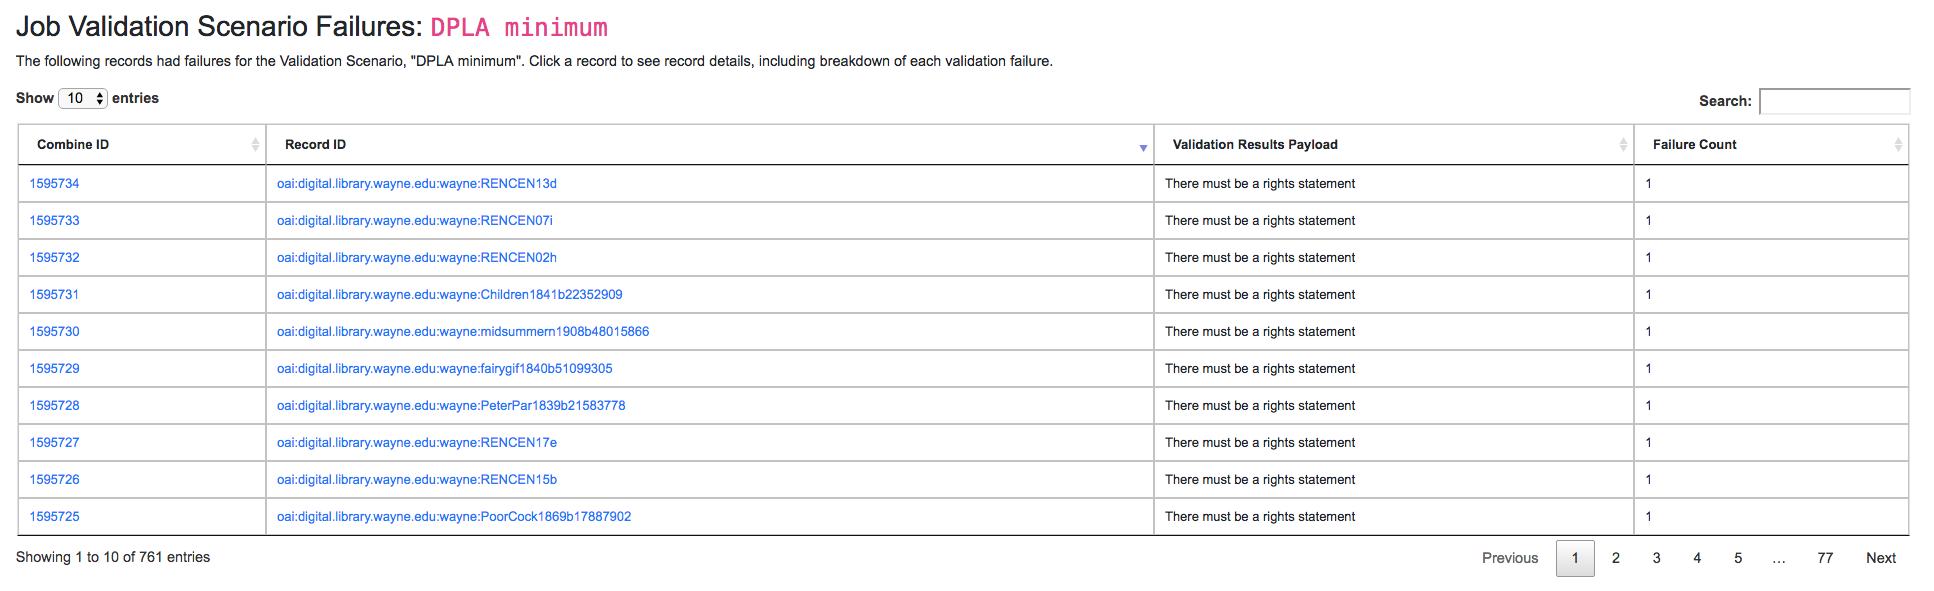 Job Validation Scenario Failures: DPLA minimum
The following records had failures for the Validation Scenario, "DPLA minimum". Click a record to see record details, including breakdown of each validation failure.
Show 10 entries
Search:
Combine ID Record ID Validation Results Payload Failure Count
1595734 oai:digital.library.wayne.edu:wayne:RENCEN13d There must be a rights statement 1
1595733 oai:digital.library.wayne.edu:wayne:RENCEN07i There must be a rights statement 1
1595732 oai:digital.library.wayne.edu:wayne:RENCEN02h There must be a rights statement 1
1595731 oai:digital.library.wayne.edu:wayne:Children1841b22352909 There must be a rights statement 1
1595730 oai:digital.library.wayne.edu:wayne:midsummern1908b48015866 There must be a rights statement 1
1595729 oai:digital.library.wayne.edu:wayne:fairygif1840b51099305 There must be a rights statement 1
1595728 oai:digital.library.wayne.edu:wayne:PeterPar1839b21583778 There must be a rights statement 1
1595727 oai:digital.library.wayne.edu:wayne:RENCEN17e There must be a rights statement 1
1595726 oai:digital.library.wayne.edu:wayne:RENCEN15b There must be a rights statement 1
1595725 oai:digital.library.wayne.edu:wayne:PoorCock1869b17887902 There must be a rights statement 1
Showing 1 to 10 of 761 entries
Previous 1 2 3 4 5 … 77 Next